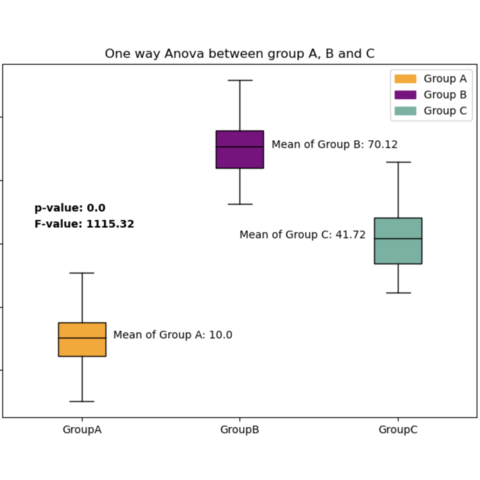 One way Anova between group A, B and C
Group A
Group B
Group C
Mean of Group B: 70.12
p-value: 0.0
F-value: 1115.32
Mean of Group C: 41.72
Mean of Group A: 10.0
GroupA
GroupB
GroupC